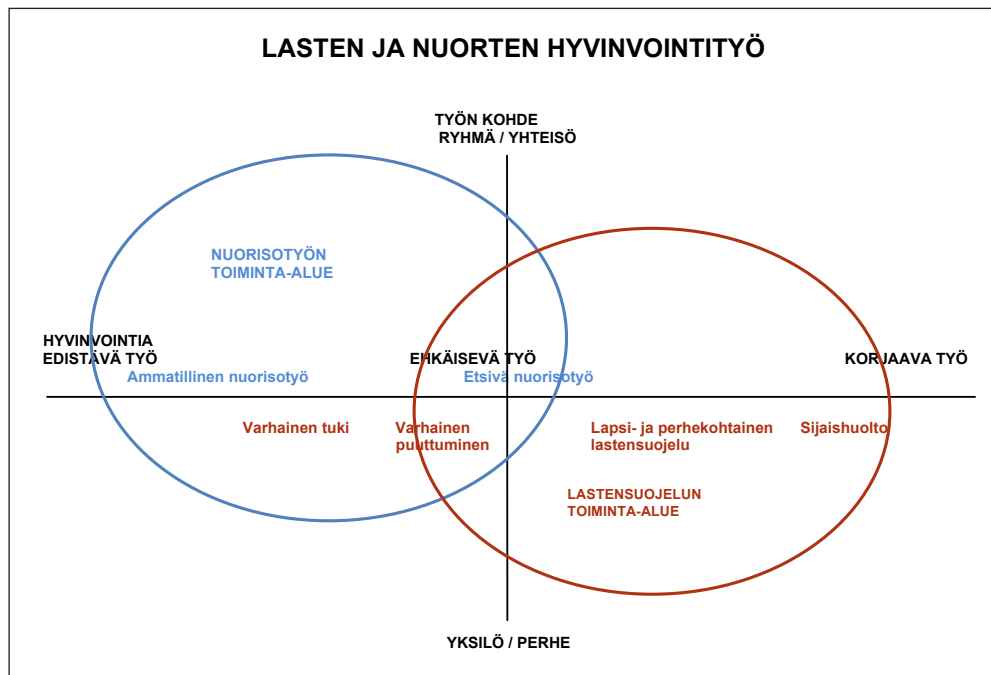 LASTEN JA NUORTEN HYVINVOINTITYÖ
TYÖN KOHDE
RYHMÄ / YHTEISÖ
NUORISOTYÖN
TOIMINTA-ALUE
HYVINVOINTIA
EDISTÄVÄ TYÖ
EHKÄISEVÄ TYÖ
KORJAAVA TYÖ
Ammatillinen nuorisotyö
Etsivä nuorisotyö
Varhainen tuki
Varhainen
puuttuminen
Lapsi- ja perhekohtainen
lastensuojelu
Sijaishuolto
LASTENSUOJELUN
TOIMINTA-ALUE
YKSILÖ / PERHE